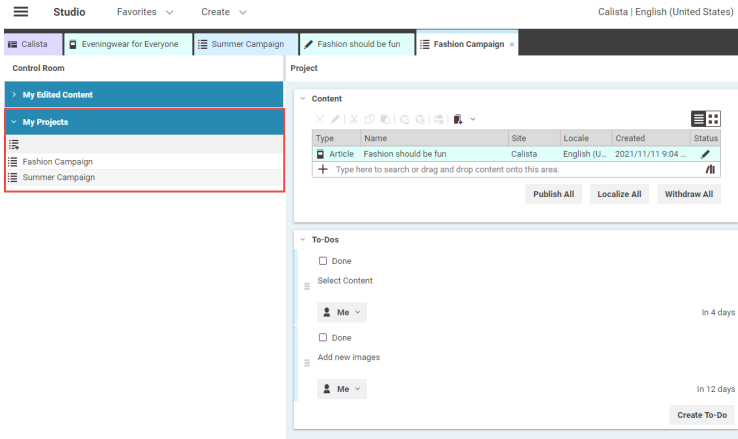 Studio Favorites Create Calista | English (United States)
Calista Eveningwear for Everyone Summer Campaign Fashion should be fun Fashion Campaign ×
Control Room
Project
My Edited Content
My Projects
Fashion Campaign
Summer Campaign
Content
Type Name Site Locale Created Status
Article Fashion should be fun Calista English (U... 2021/11/11 9:04 ...
Type here to search or drag and drop content onto this area.
Publish All Localize All Withdraw All
To-Dos
Done
Select Content
Me In 4 days
Done
Add new images
Me In 12 days
Create To-Do